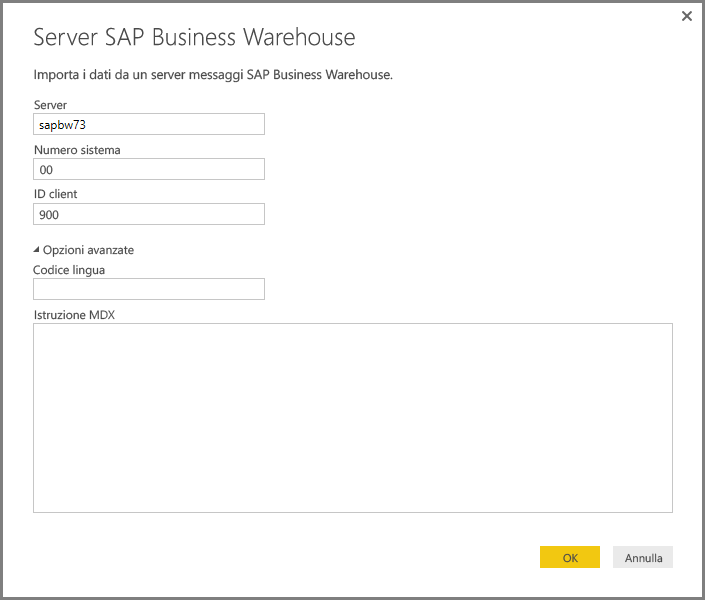 Server SAP Business Warehouse
Importa i dati da un server messaggi SAP Business Warehouse.
Server
sapbw73
Numero sistema
00
ID client
900
Opzioni avanzate
Codice lingua
Istruzione MDX
OK
Annulla